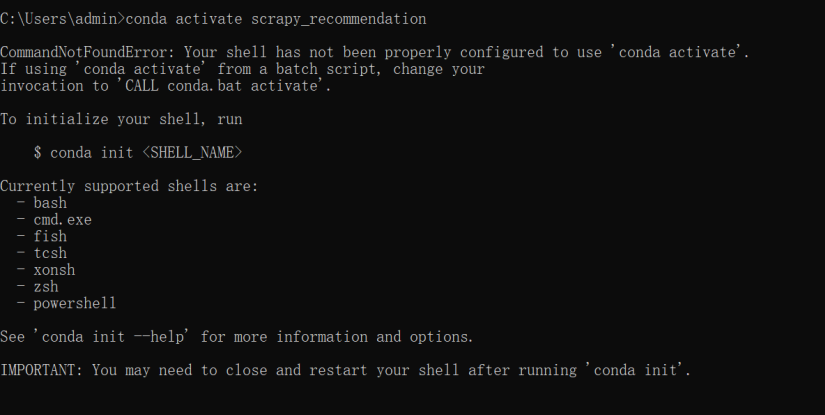 C:\Users\admin>conda activate scrapy_recommendation
CommandNotFoundError: Your shell has not been properly configured to use 'conda activate'.
If using 'conda activate' from a batch script, change your
invocation to 'CALL conda.bat activate'.
To initialize your shell, run
$ conda init <SHELL_NAME>
Currently supported shells are:
- bash
- cmd.exe
- fish
- tcsh
- xonsh
- zsh
- powershell
See 'conda init --help' for more information and options.
IMPORTANT: You may need to close and restart your shell after running 'conda init'.